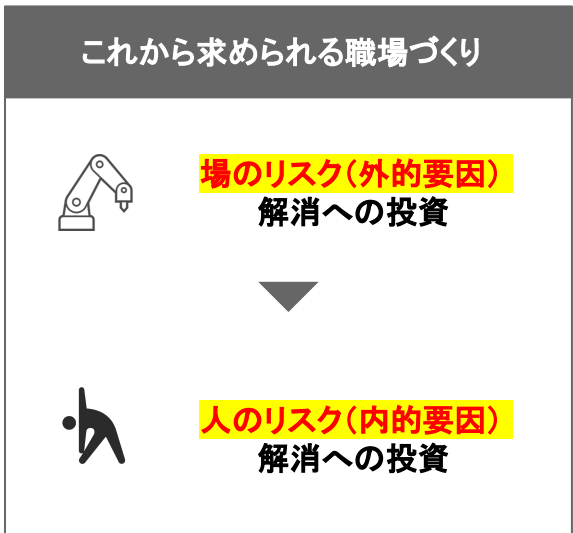 これから求められる職場づくり
場のリスク（外的要因）
解消への投資
人のリスク（内的要因）
解消への投資